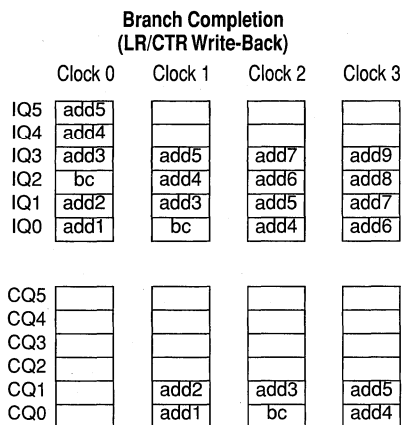 Branch Completion
(LR/CTR Write-Back)
Clock 0 Clock 1 Clock 2 Clock 3
IQ5 add5
IQ4 add4
IQ3 add3 add5 add7 add9
IQ2 bc add4 add6 add8
IQ1 add2 add3 add5 add7
IQ0 add1 bc add4 add6
CQ5
CQ4
CQ3
CQ2
CQ1 add2 add3 add5
CQ0 add1 bc add4